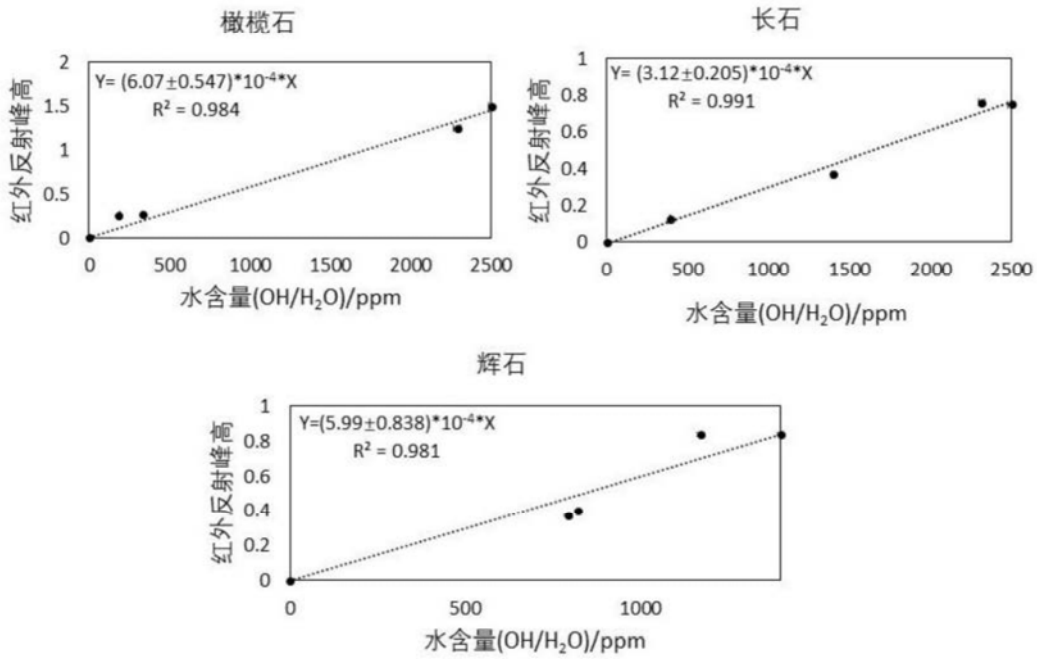 橄榄石
Y= (6.07±0.547)*10⁻⁴*X
R² = 0.984
红外反射峰高
2
1.5
1
0.5
0
0 500 1000 1500 2000 2500
水含量(OH/H₂O)/ppm
长石
Y= (3.12±0.205)*10⁻⁴*X
R² = 0.991
红外反射峰高
1
0.8
0.6
0.4
0.2
0
0 500 1000 1500 2000 2500
水含量(OH/H₂O)/ppm
辉石
Y=(5.99±0.838)*10⁻⁴*X
R² = 0.981
红外反射峰高
1
0.8
0.6
0.4
0.2
0
0 500 1000
水含量(OH/H₂O)/ppm